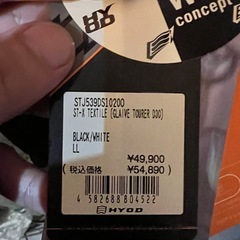 W
concept
STJ539DS10200
ST-X TEXTILE (GLAIVE TOURER D3O)
BLACK/WHITE
LL
¥49,900
(税込価格) ¥54,890
4 582688 804522
HYOD